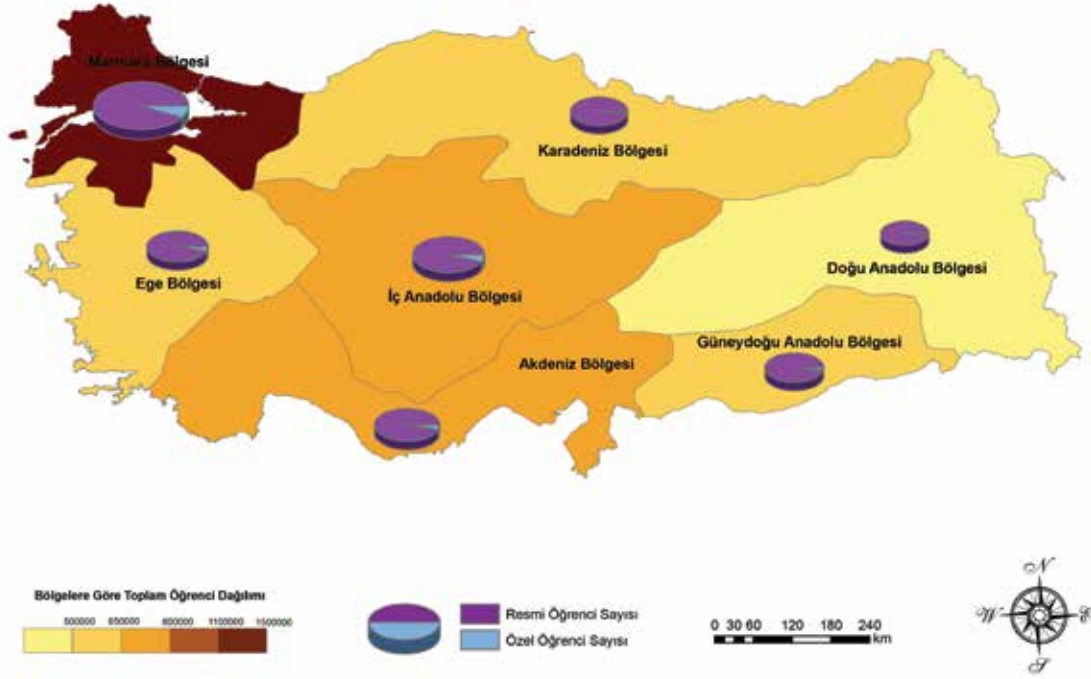 Marmara Bölgesi
Karadeniz Bölgesi
Ege Bölgesi
İç Anadolu Bölgesi
Doğu Anadolu Bölgesi
Güneydoğu Anadolu Bölgesi
Akdeniz Bölgesi
Bölgelere Göre Toplam Öğrenci Dağılımı
500000 650000 800000 1100000 1500000
Resmi Öğrenci Sayısı
Özel Öğrenci Sayısı
0 30 60 120 180 240
km
N
W E
S